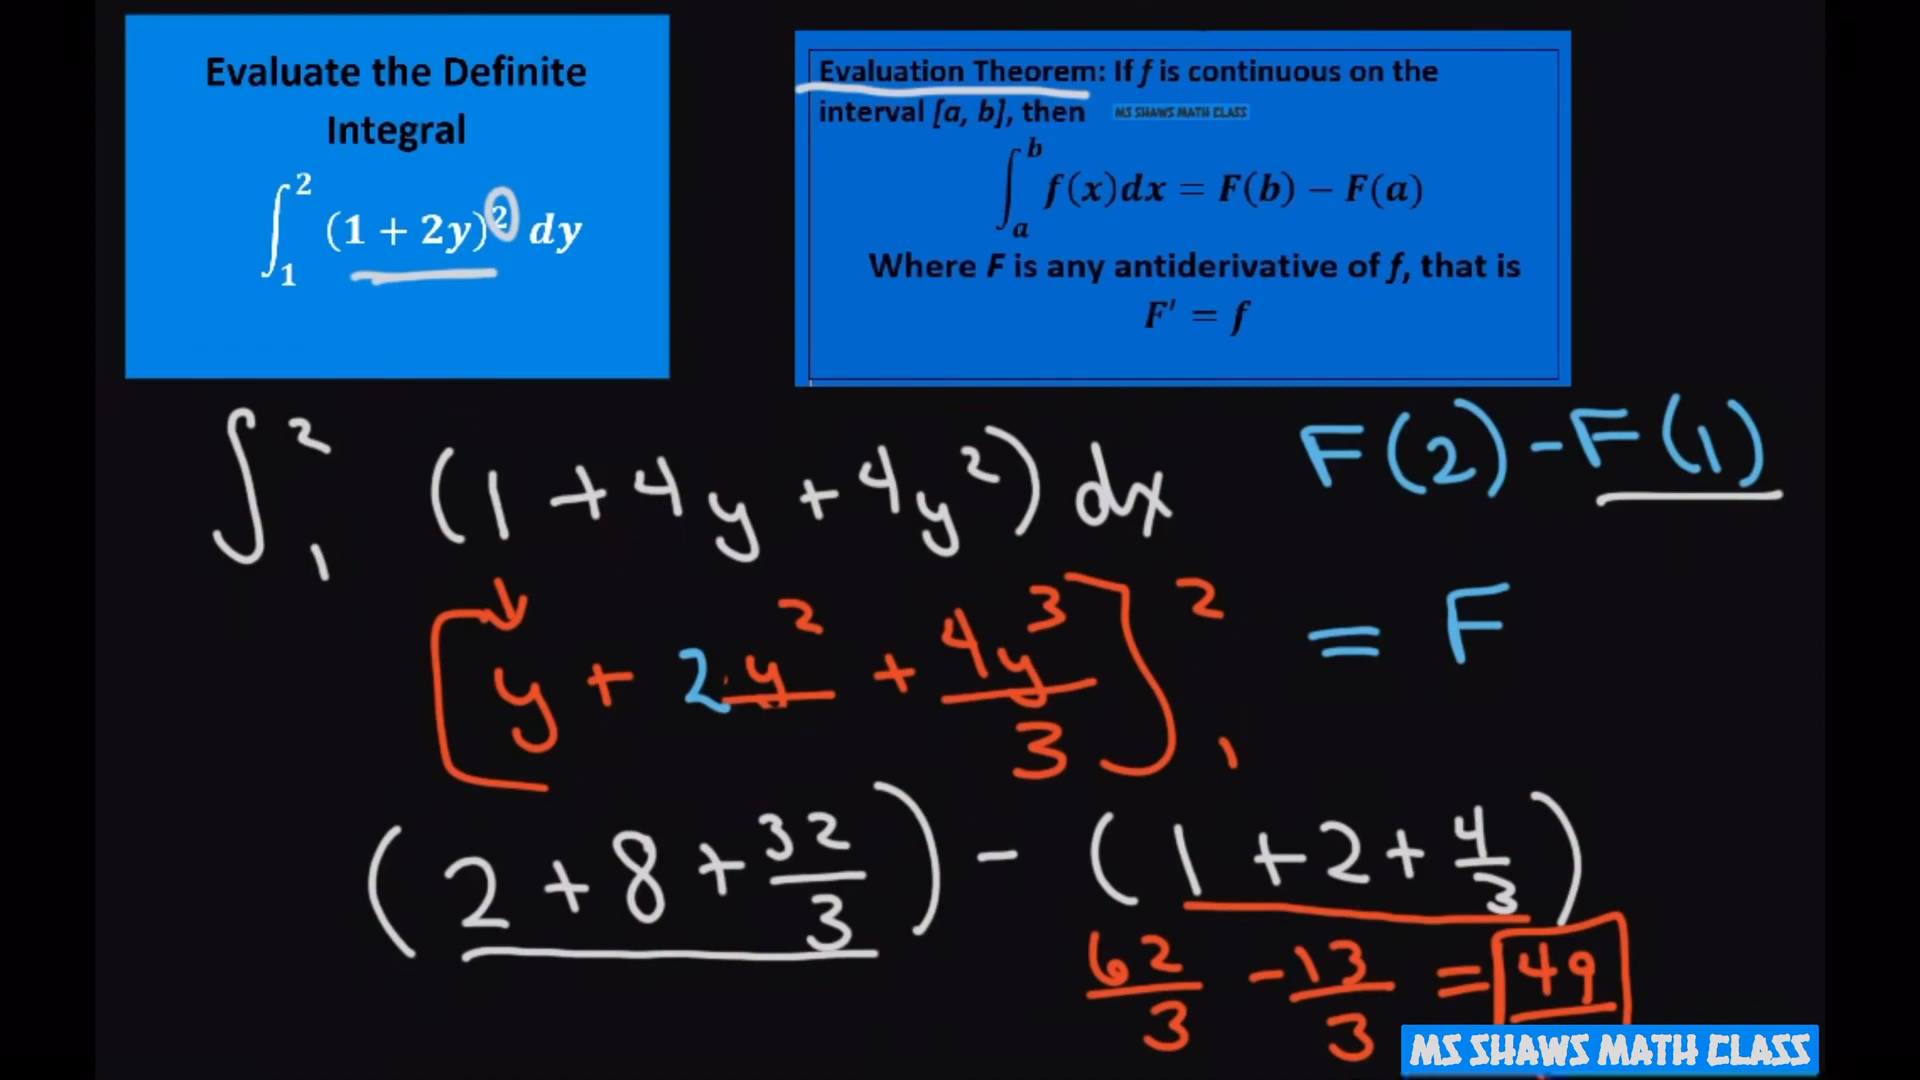 Evaluate the Definite
Integral
∫₁² (1 + 2y)² dy
Evaluation Theorem: If f is continuous on the
interval [a, b], then MS SHAWS MATH CLASS
∫ₐᵇ f(x)dx = F(b) − F(a)
Where F is any antiderivative of f, that is
F′ = f
∫₁² (1 + 4y + 4y²) dx
F(2) - F(1)
[y + 2·y² + 4y³/3]₁² = F
(2 + 8 + 32/3) - (1 + 2 + 4/3)
62/3 - 13/3 = 49
MS SHAWS MATH CLASS